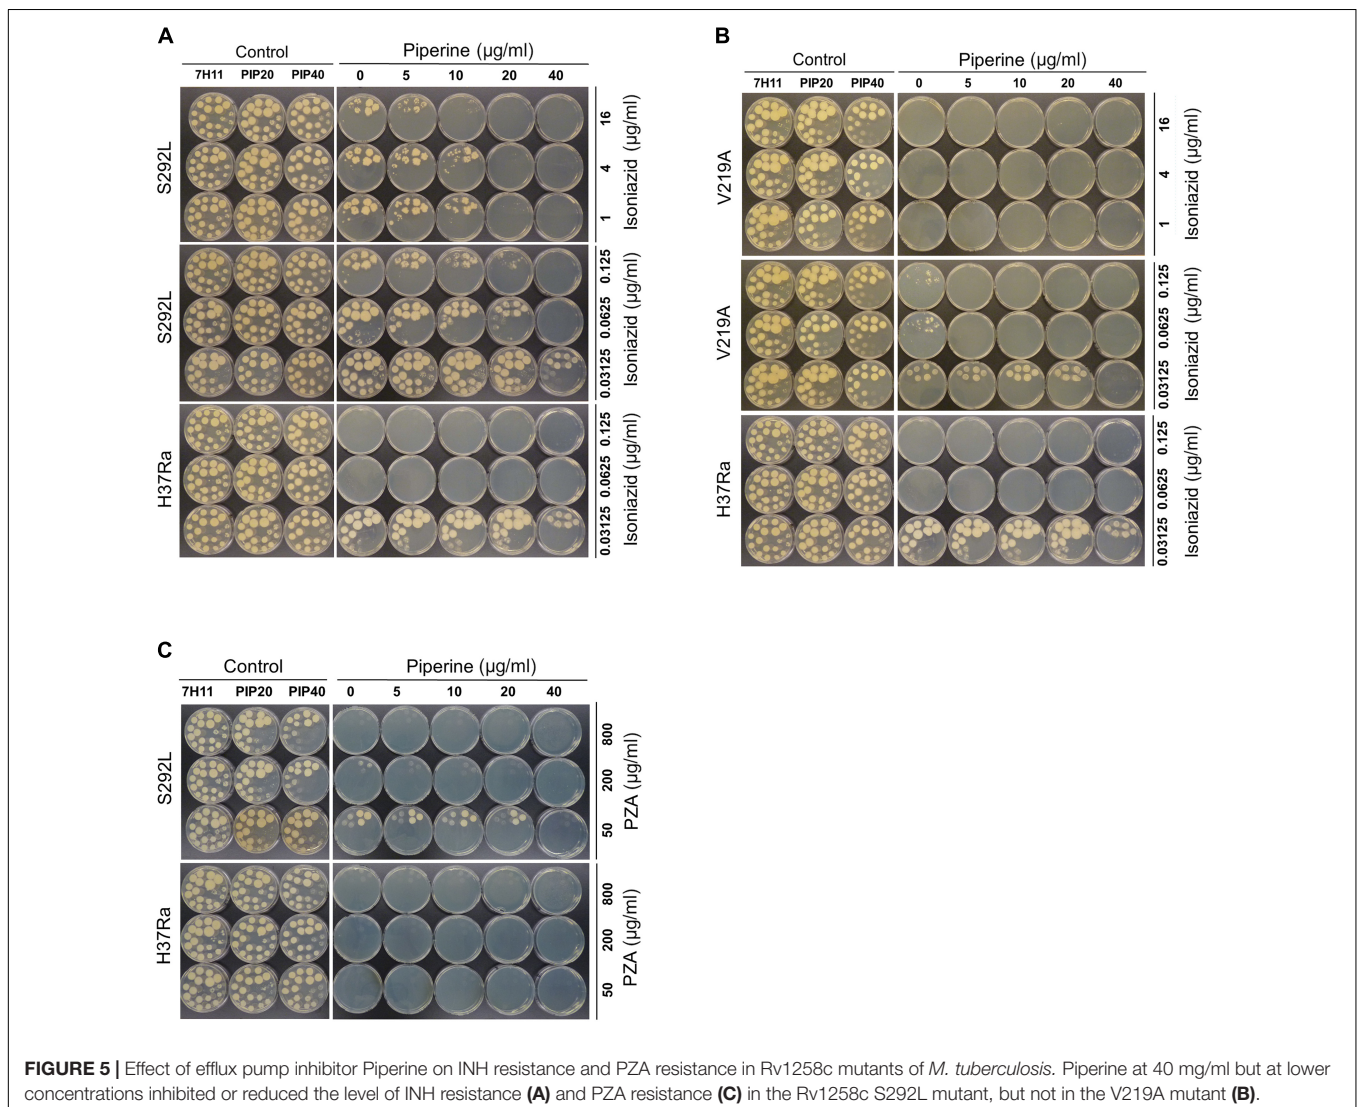 A
Control
Piperine (µg/ml)
7H11 PIP20 PIP40 0 5 10 20 40
S292L
16
4
1
Isoniazid (µg/ml)
S292L
0.125
0.0625
0.03125
Isoniazid (µg/ml)
H37Ra
0.125
0.0625
0.03125
Isoniazid (µg/ml)
B
Control
Piperine (µg/ml)
7H11 PIP20 PIP40 0 5 10 20 40
V219A
16
4
1
Isoniazid (µg/ml)
V219A
0.125
0.0625
0.03125
Isoniazid (µg/ml)
H37Ra
0.125
0.0625
0.03125
Isoniazid (µg/ml)
C
Control
Piperine (µg/ml)
7H11 PIP20 PIP40 0 5 10 20 40
S292L
800
200
50
PZA (µg/ml)
H37Ra
800
200
50
PZA (µg/ml)
FIGURE 5 | Effect of efflux pump inhibitor Piperine on INH resistance and PZA resistance in Rv1258c mutants of M. tuberculosis. Piperine at 40 mg/ml but at lower
concentrations inhibited or reduced the level of INH resistance (A) and PZA resistance (C) in the Rv1258c S292L mutant, but not in the V219A mutant (B).